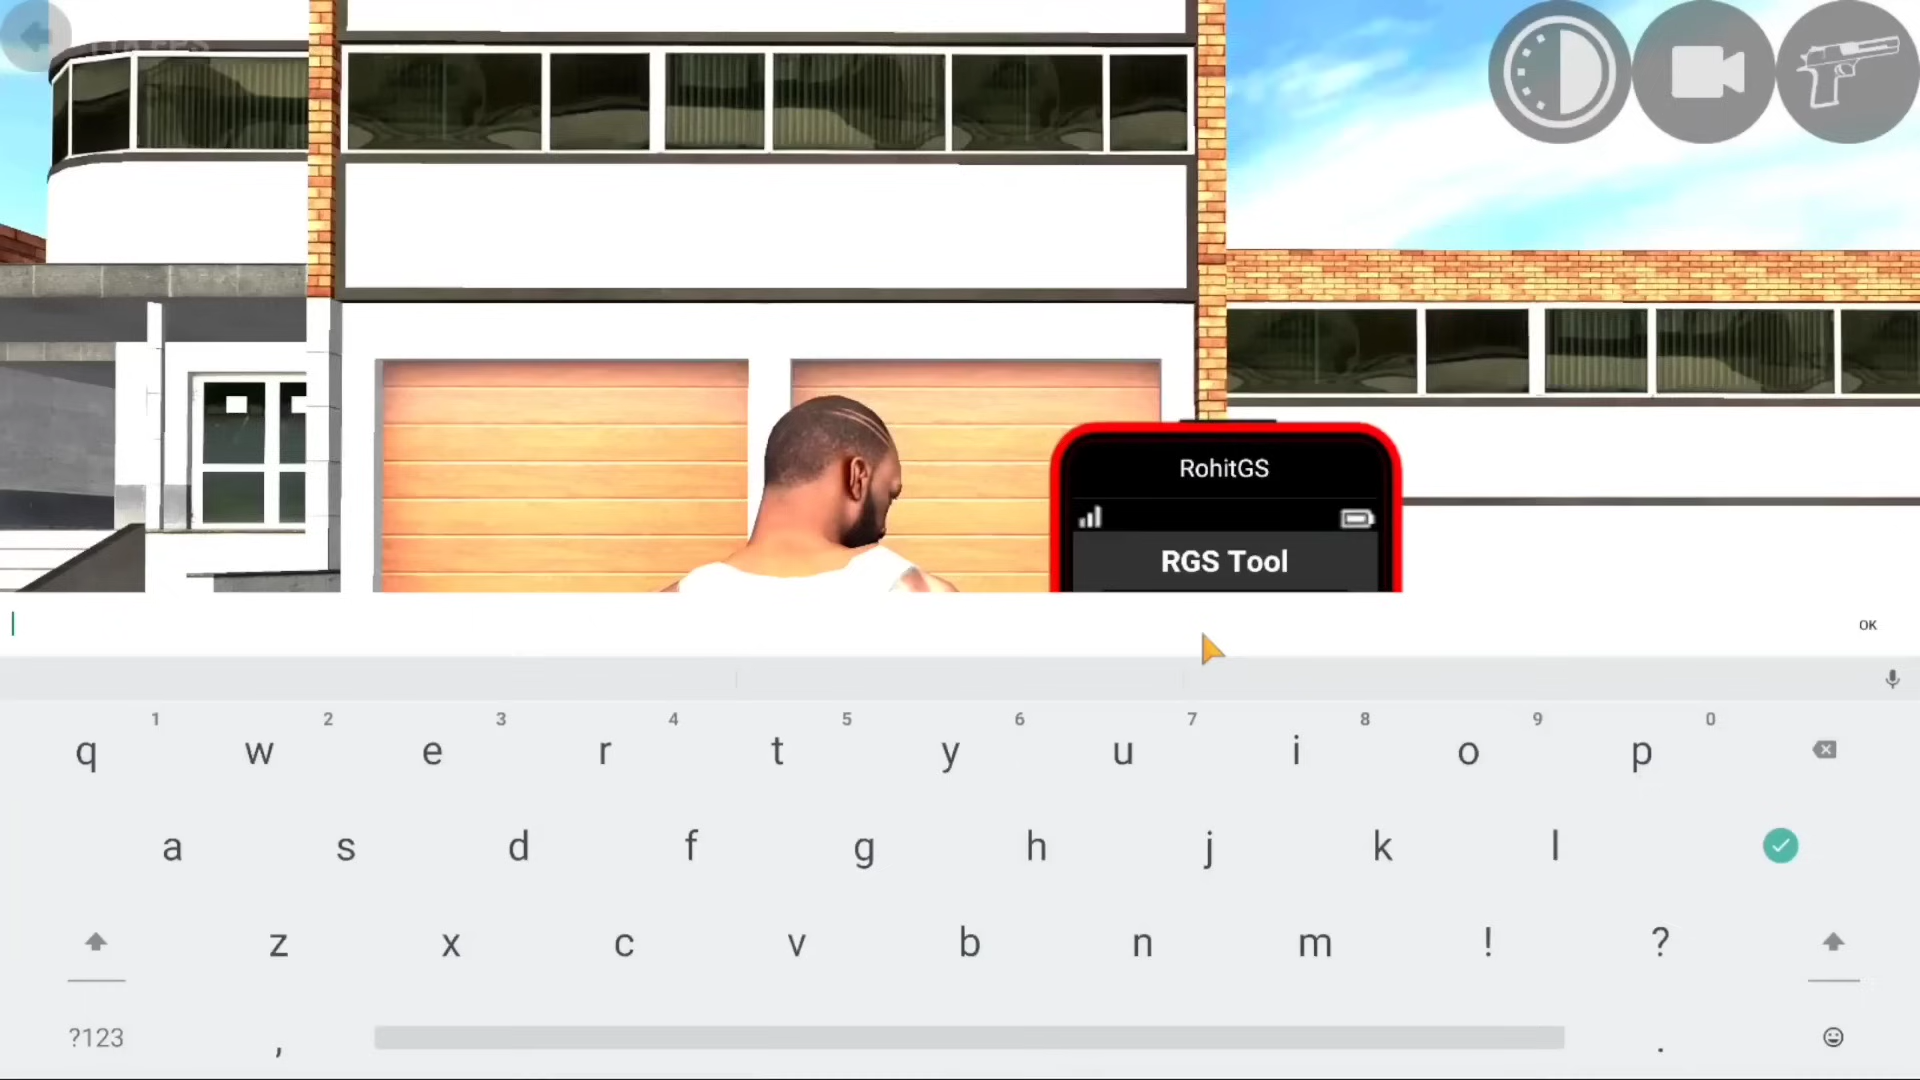 RohitGS
RGS Tool
OK
1 2 3 4 5 6 7 8 9 0
q w e r t y u i o p
a s d f g h j k l
z x c v b n m ! ?
?123 , .